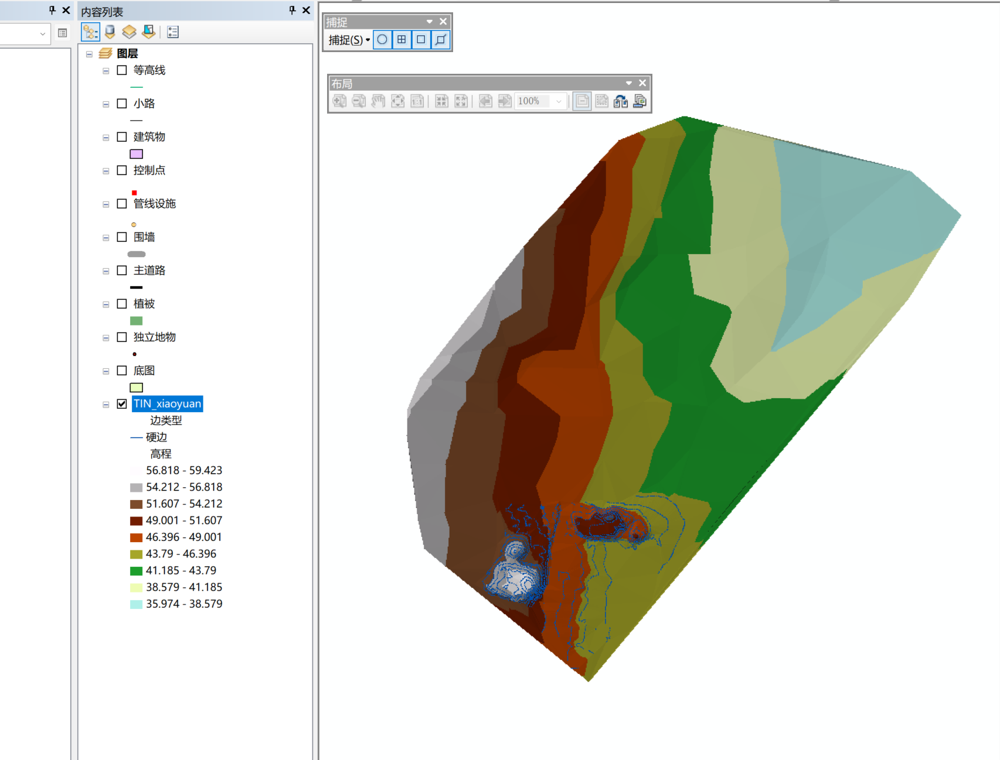 内容列表
图层
等高线
小路
建筑物
控制点
管线设施
围墙
主道路
植被
独立地物
底图
TIN_xiaoyuan
边类型
硬边
高程
56.818 - 59.423
54.212 - 56.818
51.607 - 54.212
49.001 - 51.607
46.396 - 49.001
43.79 - 46.396
41.185 - 43.79
38.579 - 41.185
35.974 - 38.579
捕捉
捕捉(S)
布局
1:1
100%